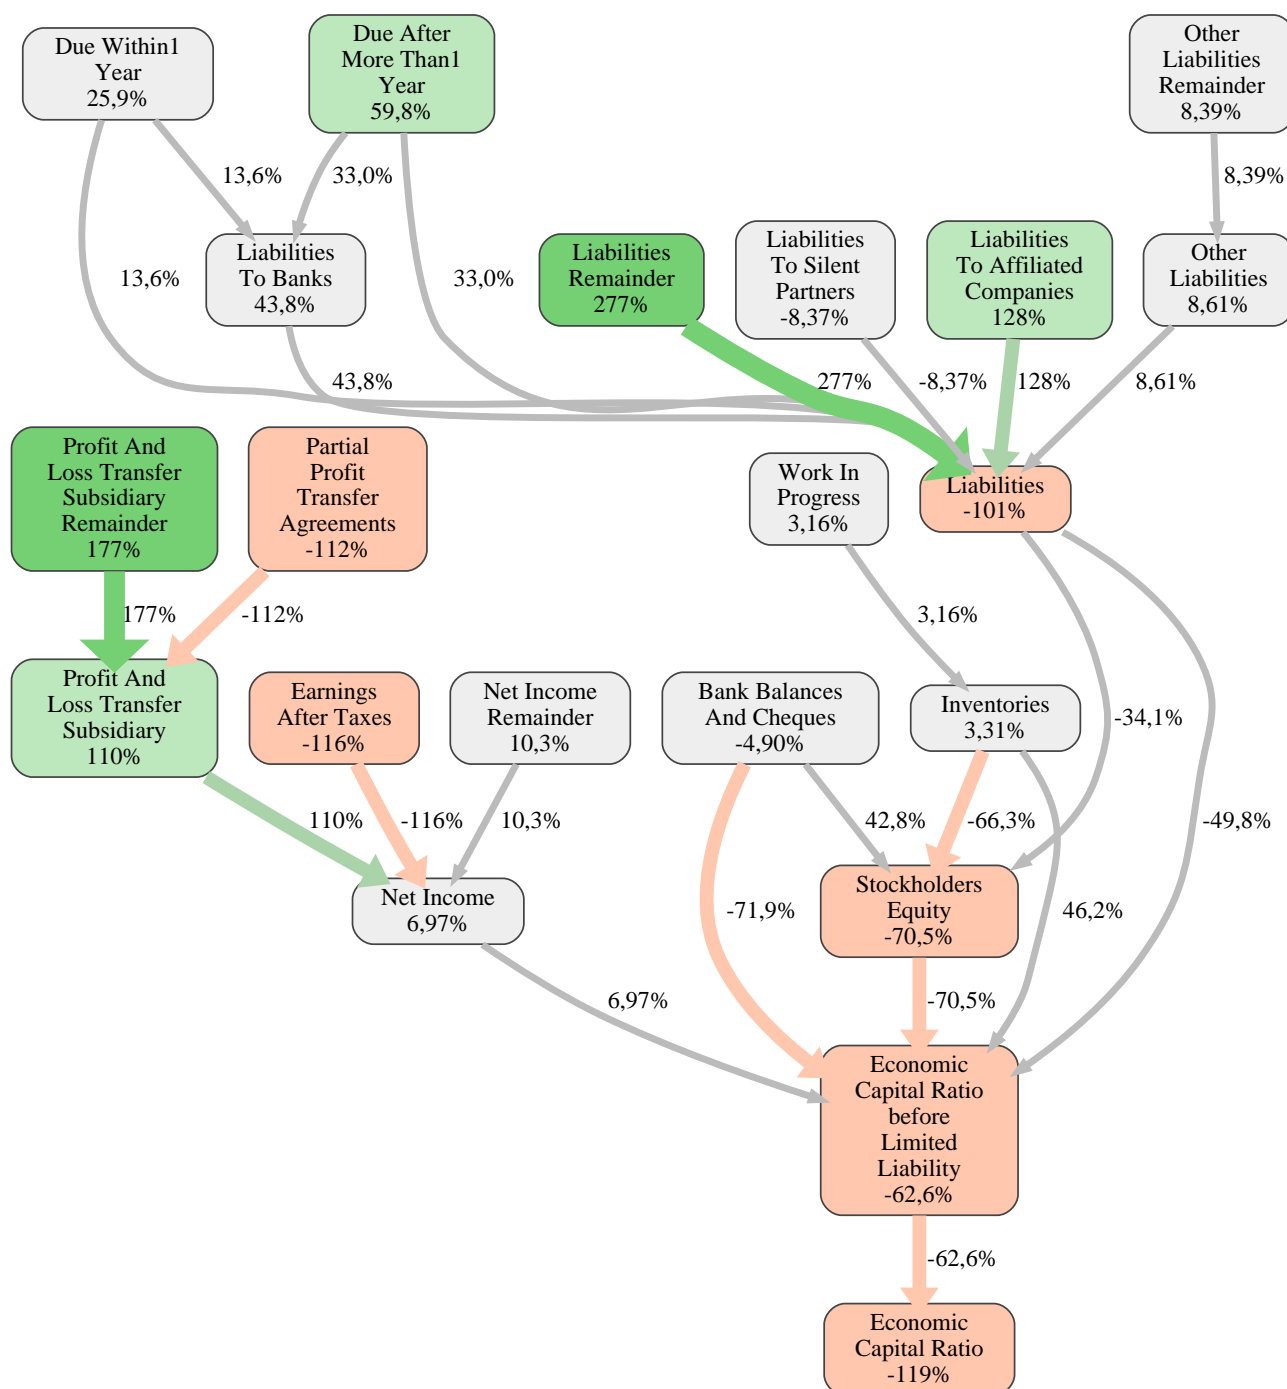 Due Within1
Year
25,9%
Due After
More Than1
Year
59,8%
Other
Liabilities
Remainder
8,39%
13,6%
33,0%
8,39%
Liabilities
To Banks
43,8%
Liabilities
Remainder
277%
Liabilities
To Silent
Partners
-8,37%
Liabilities
To Affiliated
Companies
128%
Other
Liabilities
8,61%
13,6%
33,0%
43,8%
277%
-8,37%
128%
8,61%
Profit And
Loss Transfer
Subsidiary
Remainder
177%
Partial
Profit
Transfer
Agreements
-112%
Work In
Progress
3,16%
Liabilities
-101%
177%
-112%
3,16%
Profit And
Loss Transfer
Subsidiary
110%
Earnings
After Taxes
-116%
Net Income
Remainder
10,3%
Bank Balances
And Cheques
-4,90%
Inventories
3,31%
-34,1%
110%
-116%
10,3%
42,8%
-66,3%
-49,8%
Net Income
6,97%
Stockholders
Equity
-70,5%
-71,9%
46,2%
6,97%
-70,5%
Economic
Capital Ratio
before
Limited
Liability
-62,6%
-62,6%
Economic
Capital Ratio
-119%